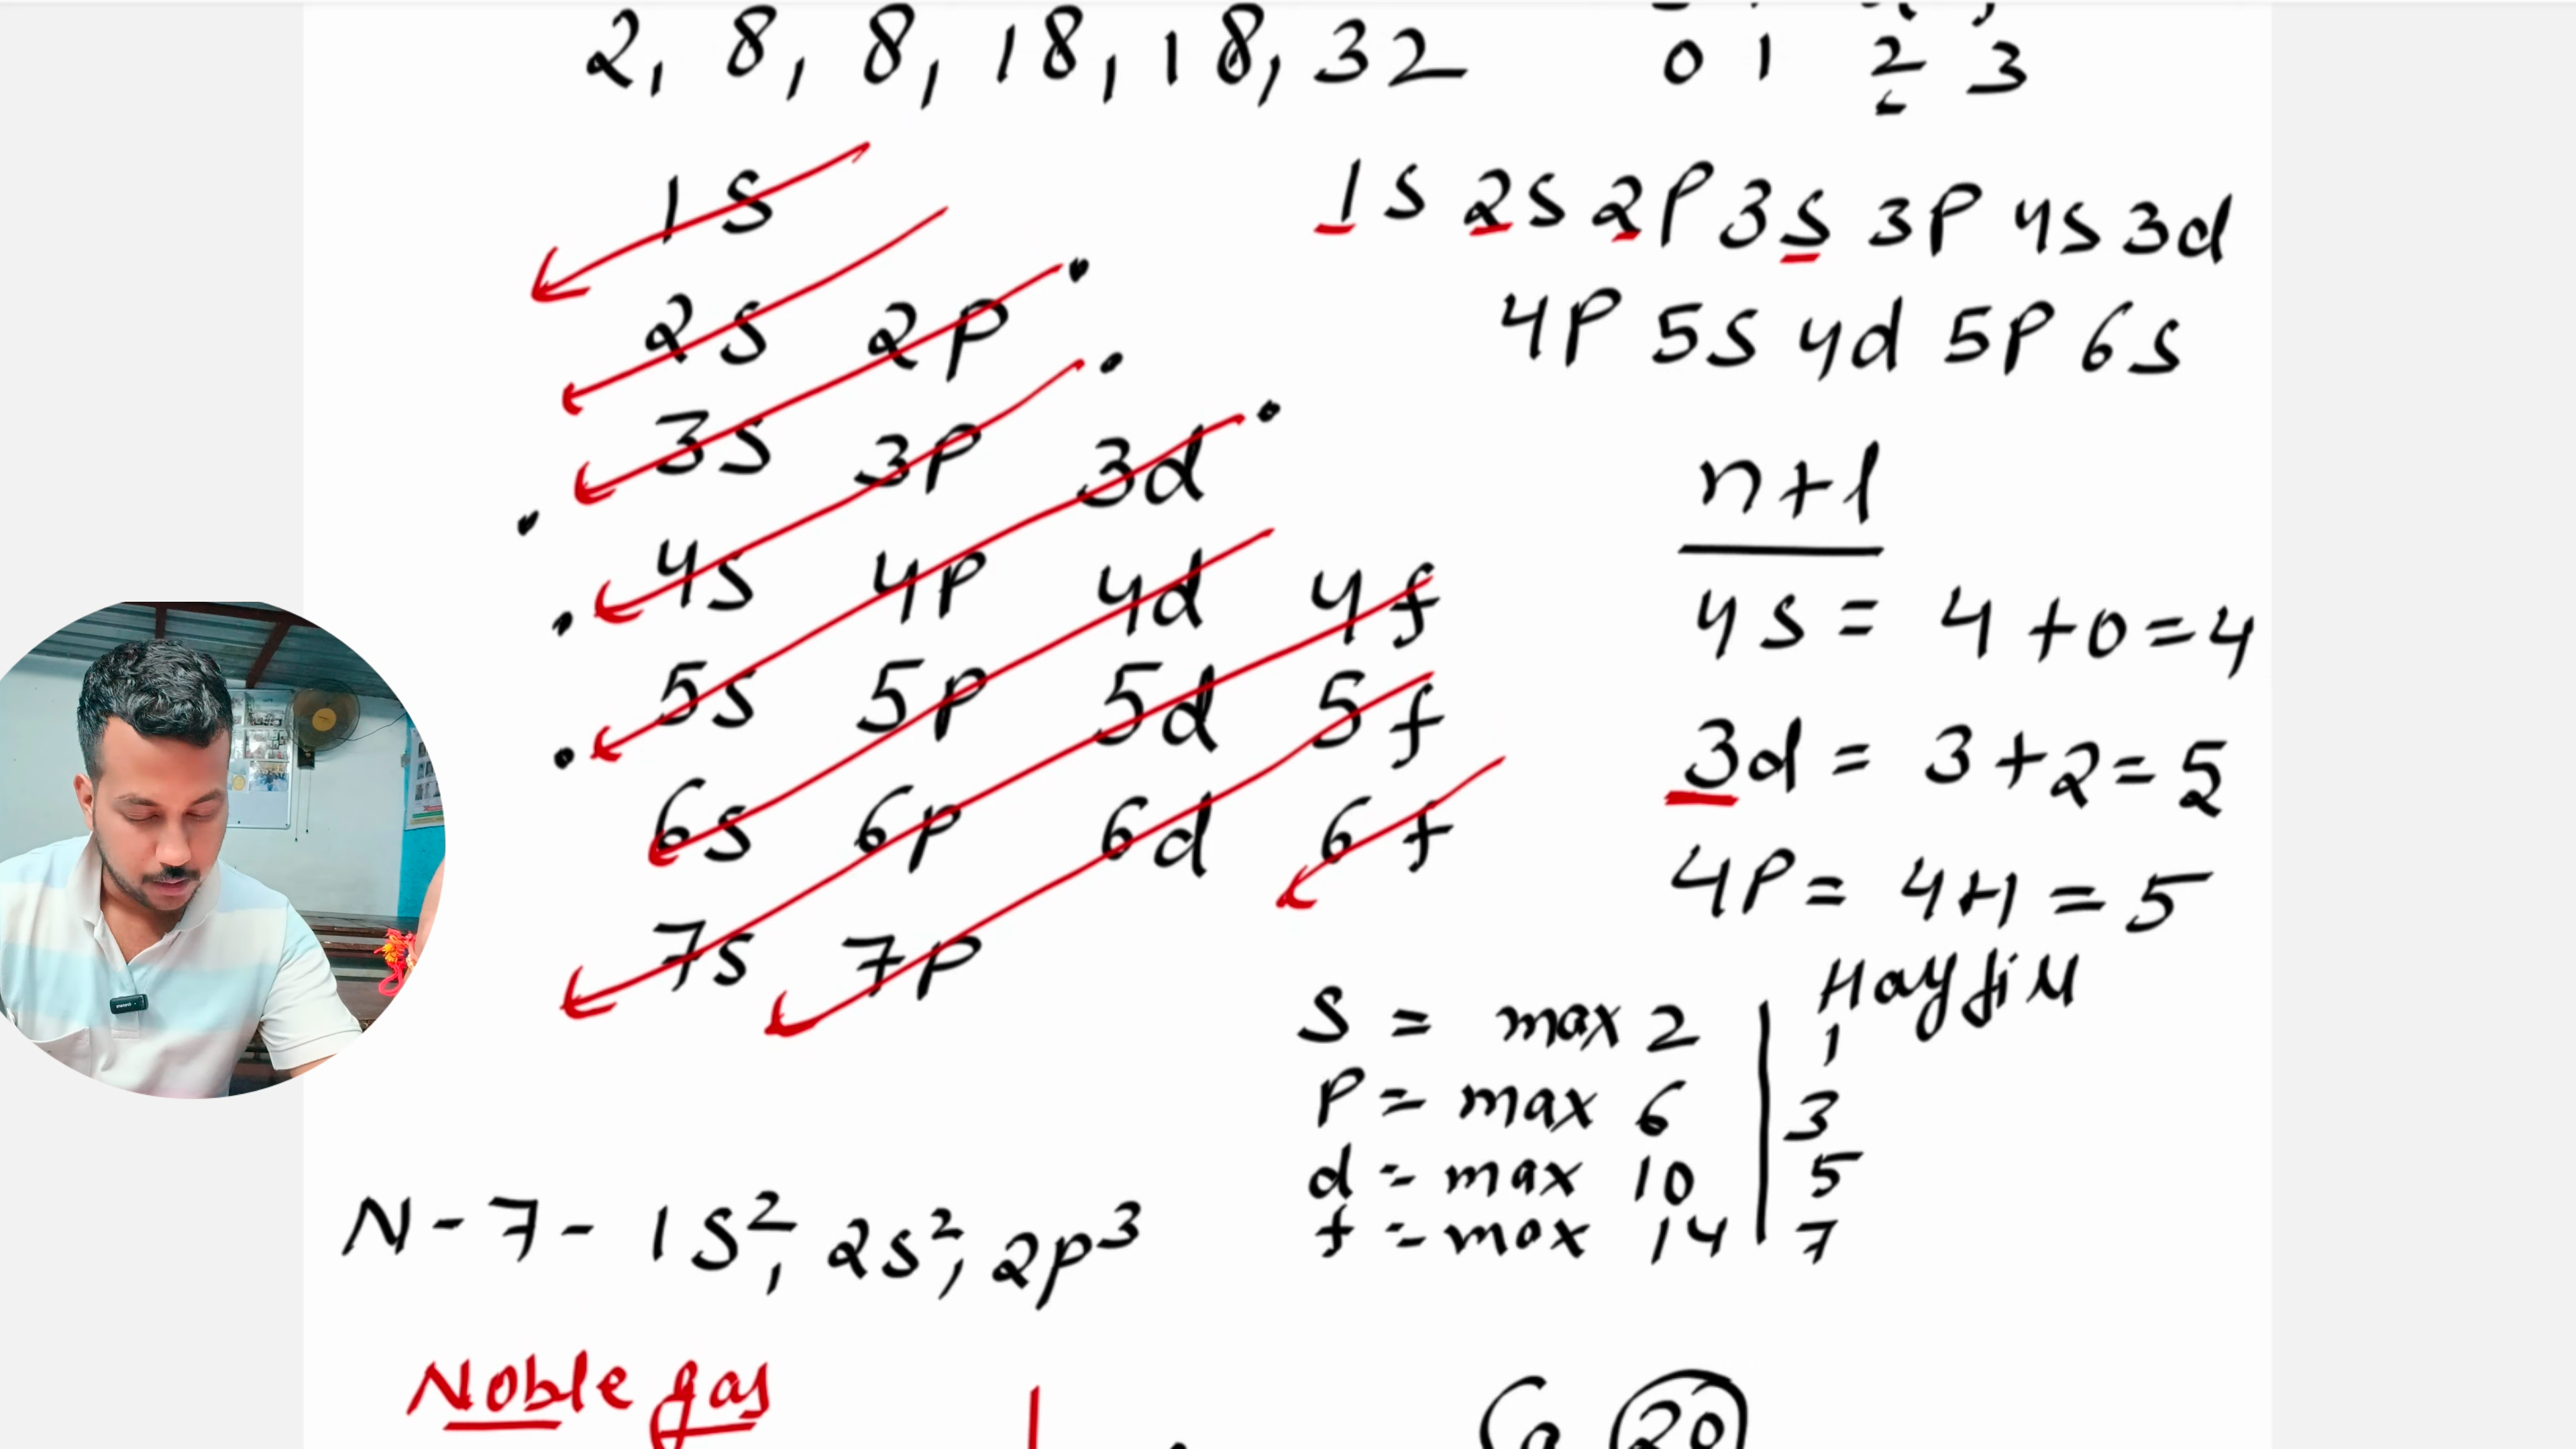 2, 8, 8, 18, 18, 32
0 1 2 3
1s
2s 2p
3s 3p 3d
4s 4p 4d 4f
5s 5p 5d 5f
6s 6p 6d 6f
7s 7p
1s 2s 2p 3s 3p 4s 3d
4p 5s 4d 5p 6s
n+l
4s = 4+0=4
3d = 3+2=5
4p = 4+1=5
Hayfill
s = max 2 | 1
p = max 6 | 3
d = max 10 | 5
f = max 14 | 7
N - 7 - 1s², 2s², 2p³
Noble gas
Ca 20